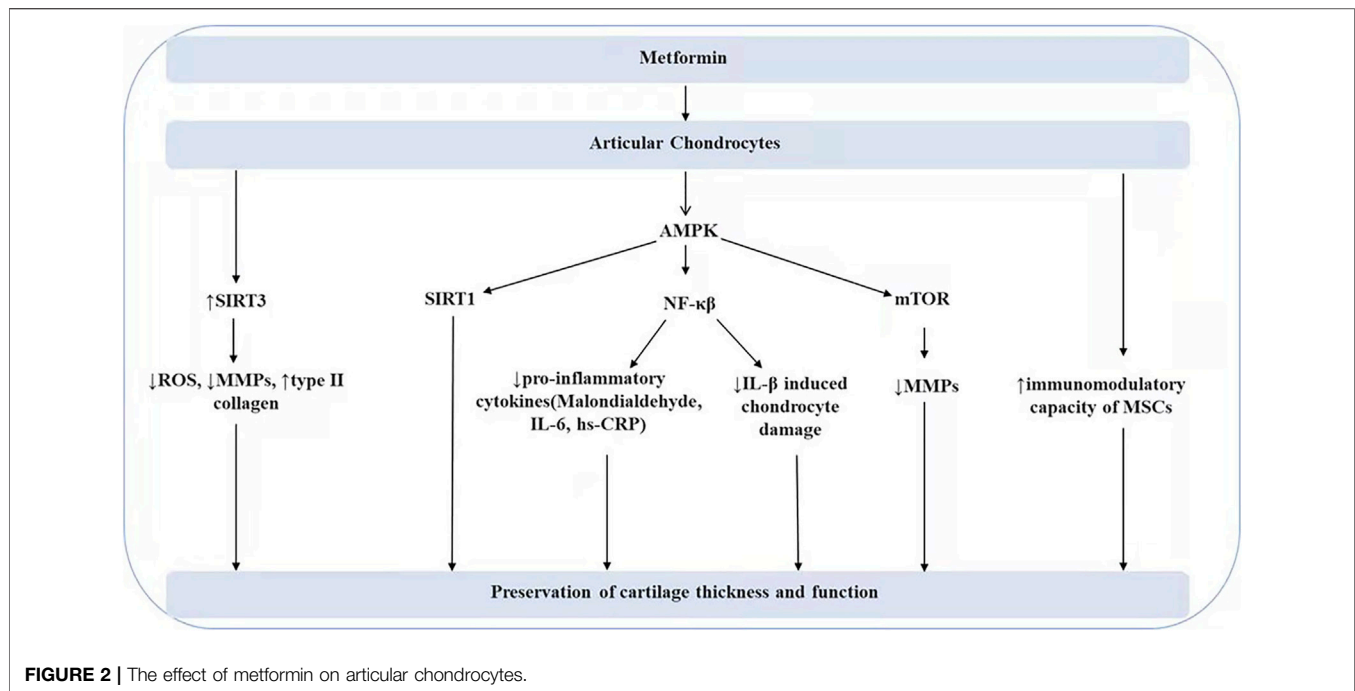 Metformin
Articular Chondrocytes
AMPK
↑SIRT3
SIRT1
NF-κβ
mTOR
↓ROS, ↓MMPs, ↑type II
collagen
↓pro-inflammatory
cytokines(Malondialdehyde,
IL-6, hs-CRP)
↓IL-β induced
chondrocyte
damage
↓MMPs
↑immunomodulatory
capacity of MSCs
Preservation of cartilage thickness and function
FIGURE 2 | The effect of metformin on articular chondrocytes.